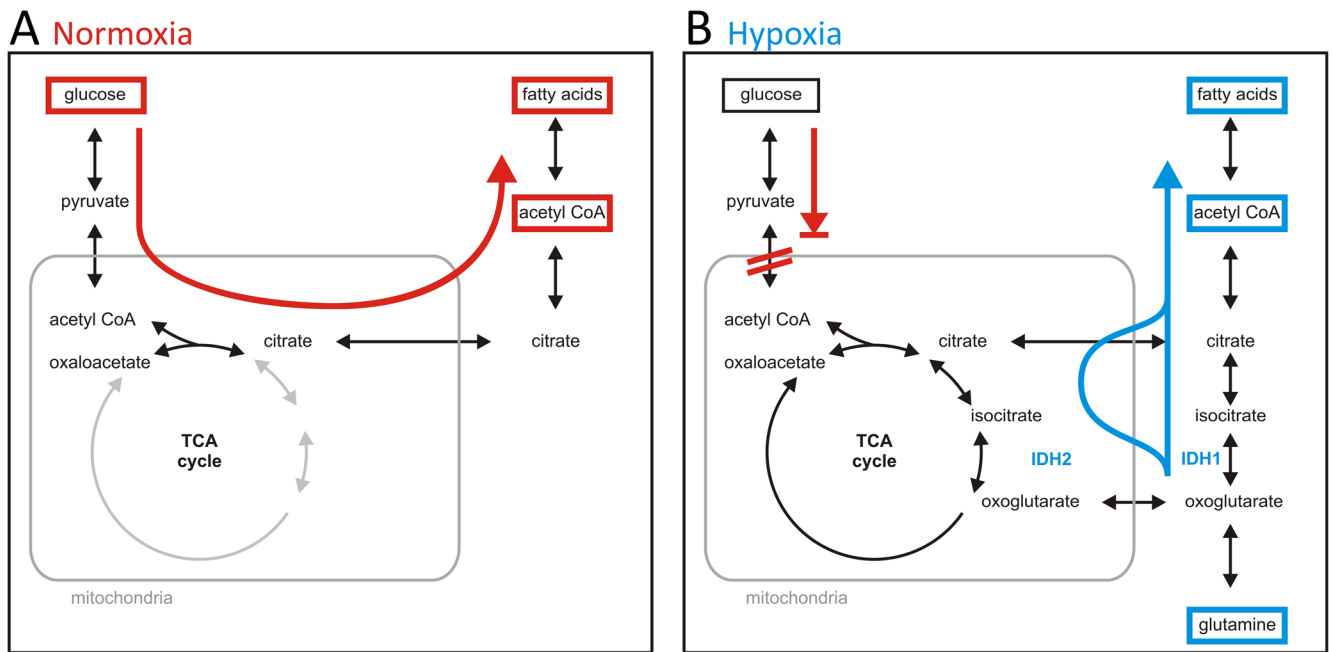 A Normoxia
glucose
fatty acids
pyruvate
acetyl CoA
acetyl CoA
oxaloacetate
citrate
citrate
TCA
cycle
mitochondria
B Hypoxia
glucose
fatty acids
pyruvate
acetyl CoA
acetyl CoA
oxaloacetate
citrate
citrate
isocitrate
isocitrate
TCA
cycle
IDH2
IDH1
oxoglutarate
oxoglutarate
mitochondria
glutamine